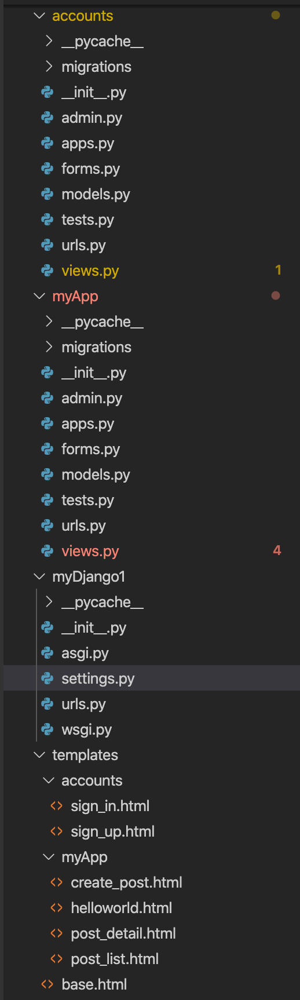 accounts
__pycache__
migrations
__init__.py
admin.py
apps.py
forms.py
models.py
tests.py
urls.py
views.py 1
myApp
__pycache__
migrations
__init__.py
admin.py
apps.py
forms.py
models.py
tests.py
urls.py
views.py 4
myDjango1
__pycache__
__init__.py
asgi.py
settings.py
urls.py
wsgi.py
templates
accounts
sign_in.html
sign_up.html
myApp
create_post.html
helloworld.html
post_detail.html
post_list.html
base.html